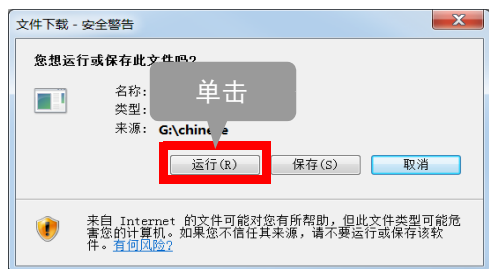 文件下载 - 安全警告
您想运行或保存此文件吗?
名称:
单击
类型:
来源: G:\chinese
运行(R) 保存(S) 取消
来自 Internet 的文件可能对您有所帮助，但此文件类型可能危
害您的计算机。如果您不信任其来源，请不要运行或保存该软
件。有何风险?